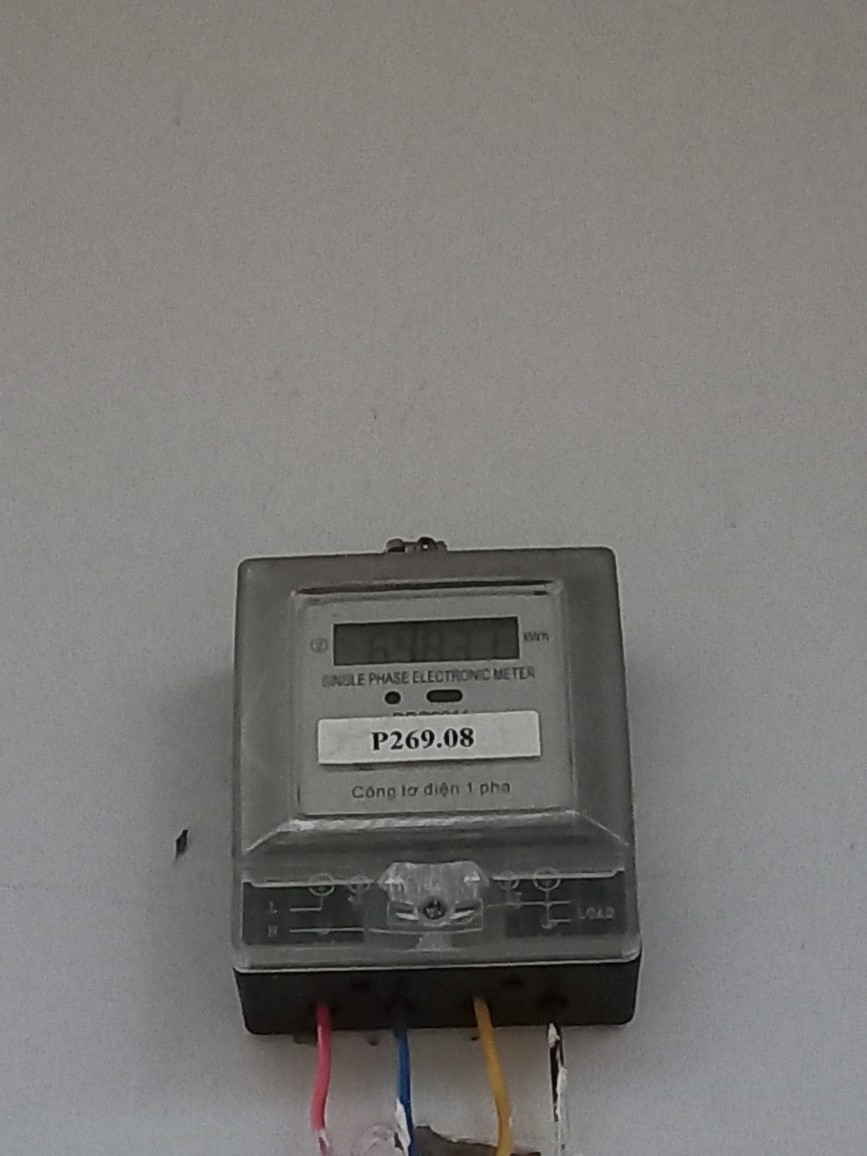 kWh
SINGLE PHASE ELECTRONIC METER
P269.08
Công tơ điện 1 pha
L
N
LOAD